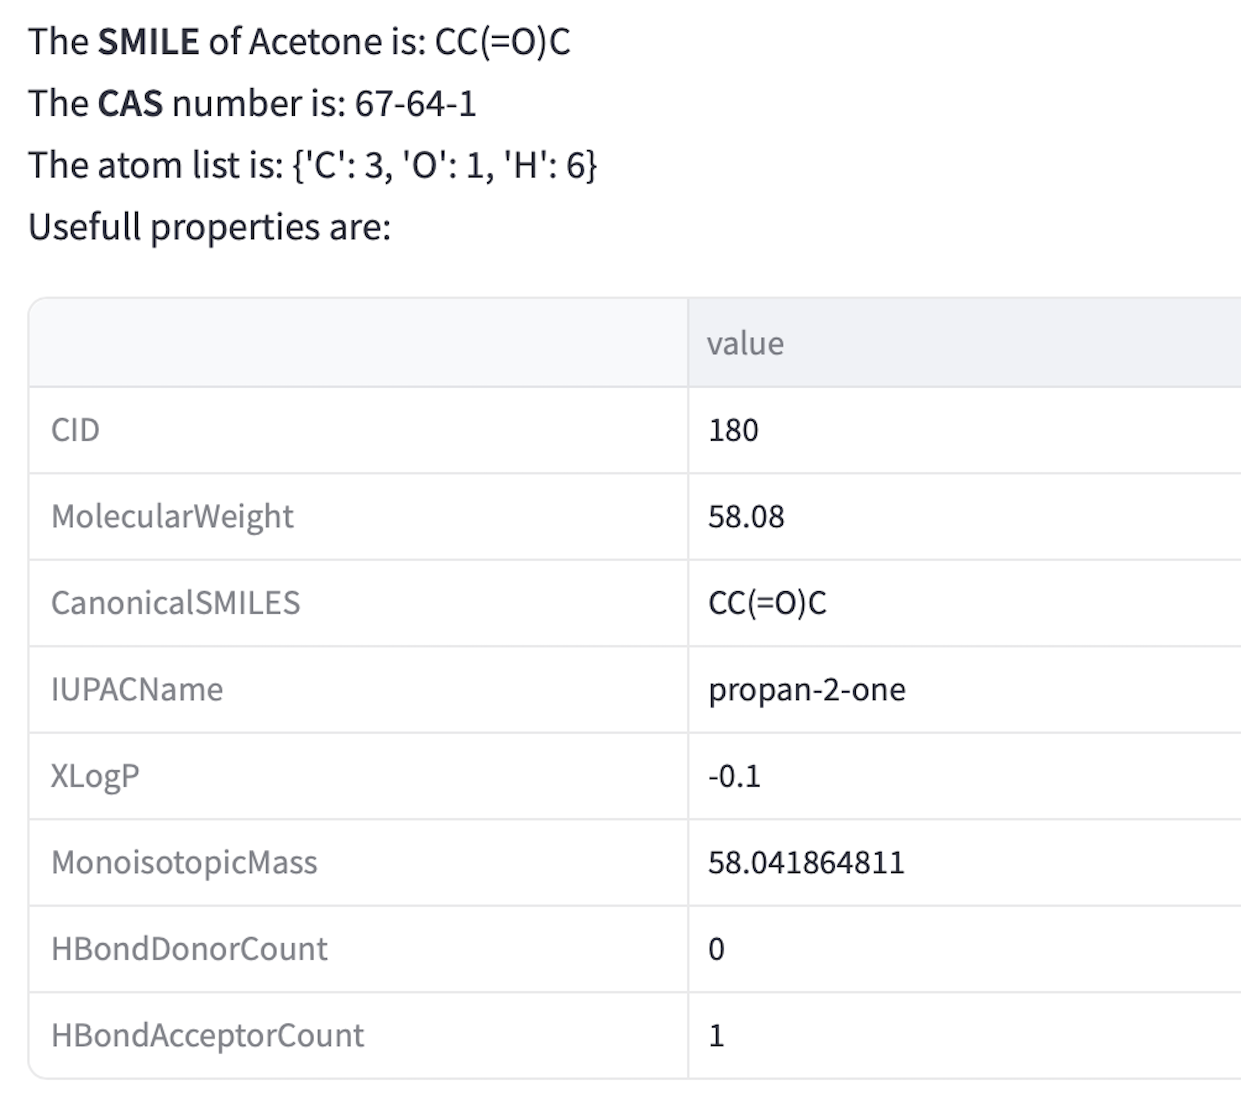 The SMILE of Acetone is: CC(=O)C
The CAS number is: 67-64-1
The atom list is: {'C': 3, 'O': 1, 'H': 6}
Usefull properties are:
value
CID 180
MolecularWeight 58.08
CanonicalSMILES CC(=O)C
IUPACName propan-2-one
XLogP -0.1
MonoisotopicMass 58.041864811
HBondDonorCount 0
HBondAcceptorCount 1